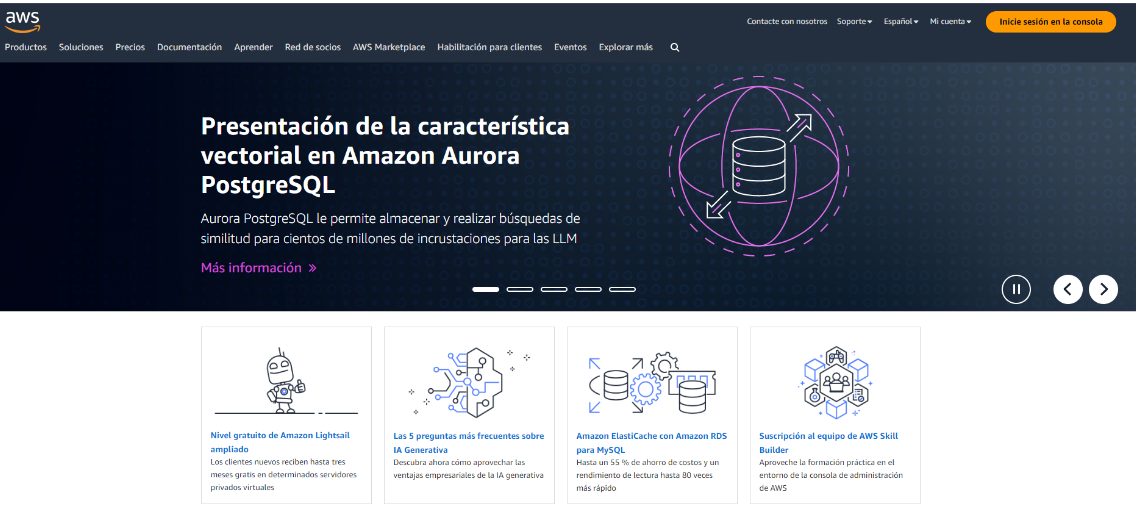 aws
Contacte con nosotros Soporte Español Mi cuenta Inicie sesión en la consola
Productos Soluciones Precios Documentación Aprender Red de socios AWS Marketplace Habilitación para clientes Eventos Explorar más
Presentación de la característica
vectorial en Amazon Aurora
PostgreSQL
Aurora PostgreSQL le permite almacenar y realizar búsquedas de
similitud para cientos de millones de incrustaciones para las LLM
Más información »
Nivel gratuito de Amazon Lightsail
ampliado
Los clientes nuevos reciben hasta tres
meses gratis en determinados servidores
privados virtuales
Las 5 preguntas más frecuentes sobre
IA Generativa
Descubra ahora cómo aprovechar las
ventajas empresariales de la IA generativa
Amazon ElastiCache con Amazon RDS
para MySQL
Hasta un 55 % de ahorro de costos y un
rendimiento de lectura hasta 80 veces
más rápido
Suscripción al equipo de AWS Skill
Builder
Aproveche la formación práctica en el
entorno de la consola de administración
de AWS